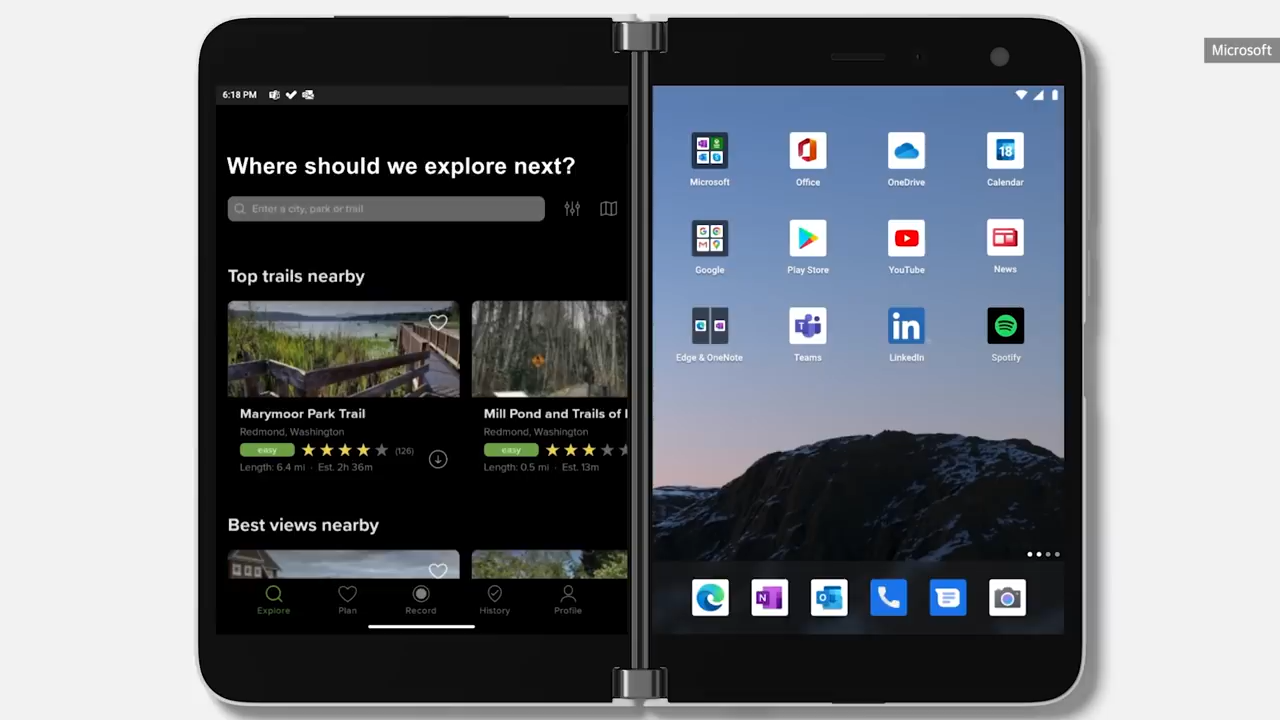 Microsoft
6:18 PM
Where should we explore next?
Enter a city, park or trail
Top trails nearby
Marymoor Park Trail
Redmond, Washington
easy
(126)
Length: 6.4 mi · Est. 2h 36m
Mill Pond and Trails of
Redmond, Washington
easy
Length: 0.5 mi · Est. 13m
Best views nearby
Explore
Plan
Record
History
Profile
18
Microsoft
Office
OneDrive
Calendar
Google
Play Store
YouTube
News
in
Edge & OneNote
Teams
LinkedIn
Spotify